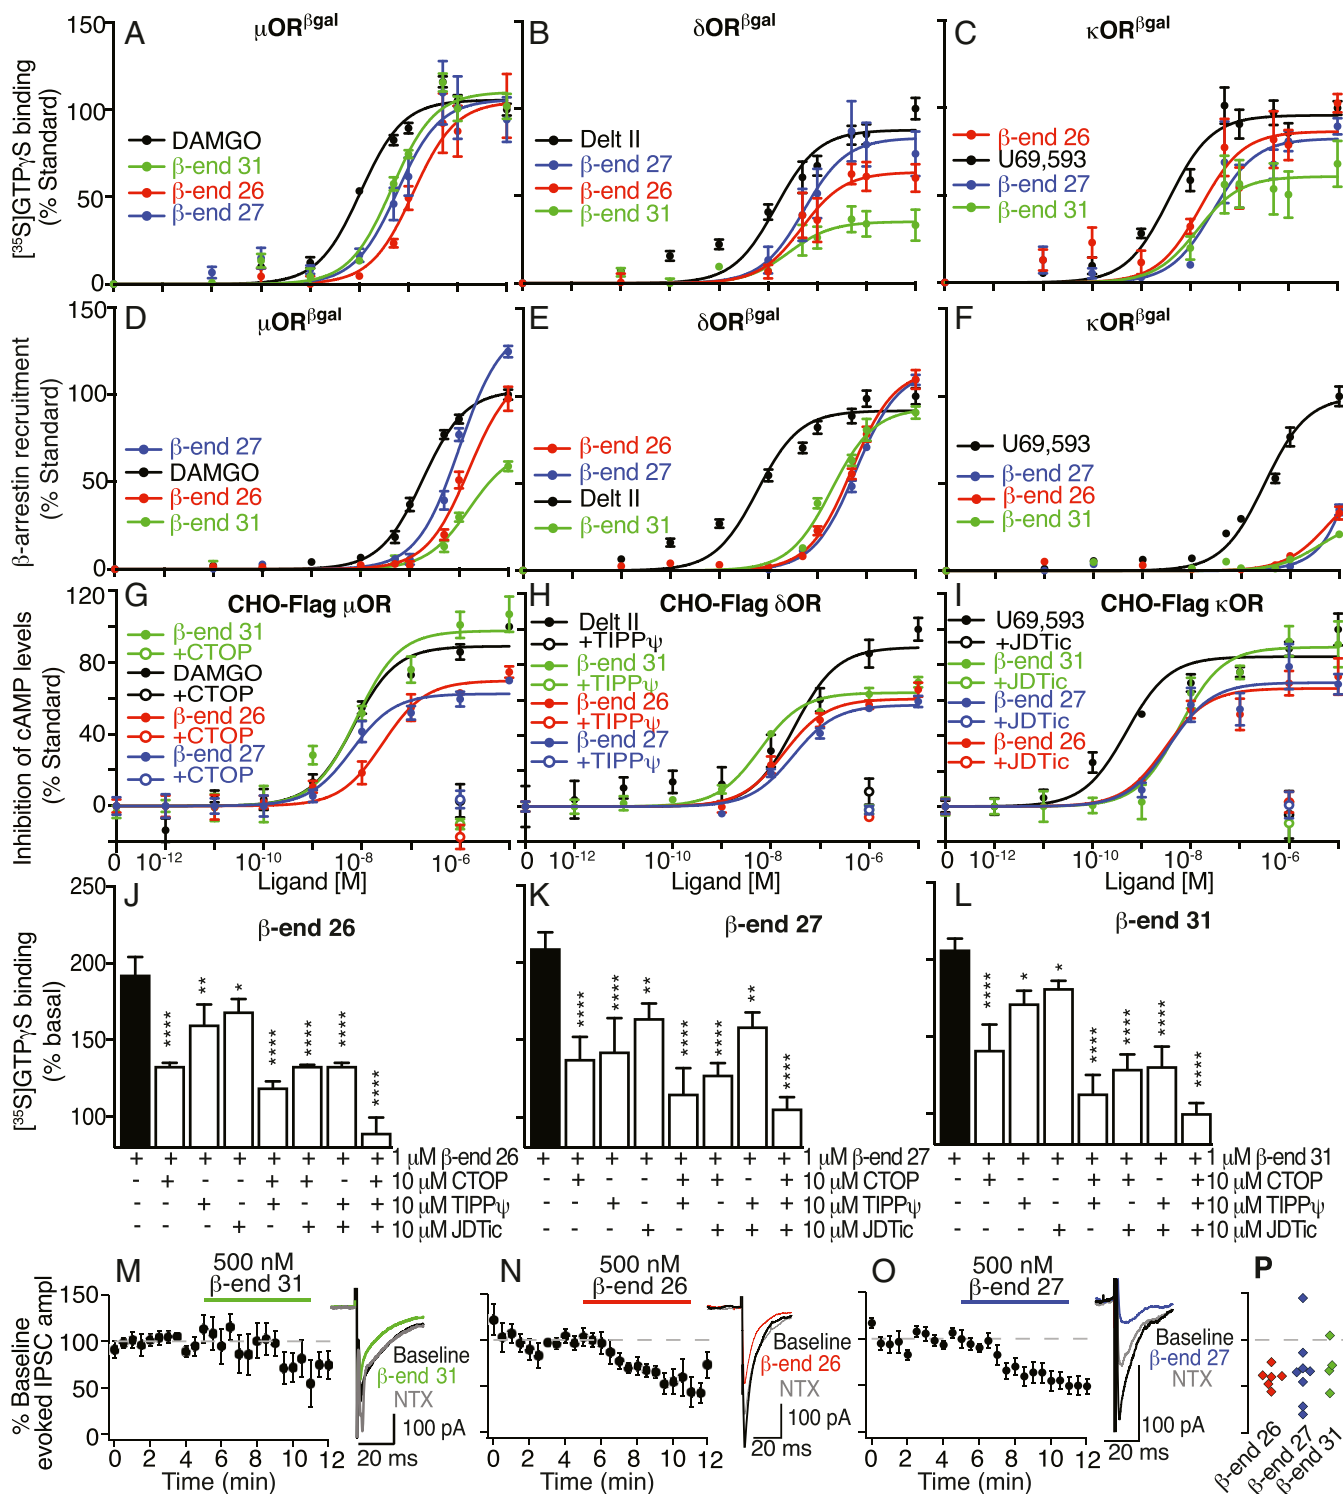 A μOR^βgal
B δOR^βgal
C κOR^βgal
[³⁵S]GTPγS binding
(% Standard)
150
100
50
0
DAMGO
β-end 31
β-end 26
β-end 27
Delt II
β-end 27
β-end 26
β-end 31
β-end 26
U69,593
β-end 27
β-end 31
D μOR^βgal
E δOR^βgal
F κOR^βgal
β-arrestin recruitment
(% Standard)
150
100
50
0
β-end 27
DAMGO
β-end 26
β-end 31
β-end 26
β-end 27
Delt II
β-end 31
U69,593
β-end 27
β-end 26
β-end 31
G CHO-Flag μOR
H CHO-Flag δOR
I CHO-Flag κOR
Inhibition of cAMP levels
(% Standard)
120
80
40
0
β-end 31
+CTOP
DAMGO
+CTOP
β-end 26
+CTOP
β-end 27
+CTOP
Delt II
+TIPPψ
β-end 31
+TIPPψ
β-end 26
+TIPPψ
β-end 27
+TIPPψ
U69,593
+JDTic
β-end 31
+JDTic
β-end 27
+JDTic
β-end 26
+JDTic
0 10⁻¹² 10⁻¹⁰ 10⁻⁸ 10⁻⁶
Ligand [M]
0 10⁻¹² 10⁻¹⁰ 10⁻⁸ 10⁻⁶
Ligand [M]
0 10⁻¹² 10⁻¹⁰ 10⁻⁸ 10⁻⁶
Ligand [M]
J β-end 26
K β-end 27
L β-end 31
[³⁵S]GTPγS binding
(% basal)
250
200
150
100
**** ** * **** **** **** ****
**** **** ** **** **** ** ****
**** * * **** **** **** ****
+ + + + + + + + 1 μM β-end 26
- + - - + + - + 10 μM CTOP
- - + - + - + + 10 μM TIPPψ
- - - + - + + + 10 μM JDTic
+ + + + + + + + 1 μM β-end 27
- + - - + + - + 10 μM CTOP
- - + - + - + + 10 μM TIPPψ
- - - + - + + + 10 μM JDTic
+ + + + + + + + 1 μM β-end 31
- + - - + + - + 10 μM CTOP
- - + - + - + + 10 μM TIPPψ
- - - + - + + + 10 μM JDTic
M 500 nM
β-end 31
% Baseline
evoked IPSC ampl
150
100
50
0
0 2 4 6 8 10 12
Time (min)
Baseline
β-end 31
NTX
100 pA
20 ms
N 500 nM
β-end 26
0 2 4 6 8 10 12
Time (min)
Baseline
β-end 26
NTX
100 pA
20 ms
O 500 nM
β-end 27
0 2 4 6 8 10 12
Time (min)
Baseline
β-end 27
NTX
100 pA
20 ms
P
β-end 26
β-end 27
β-end 31